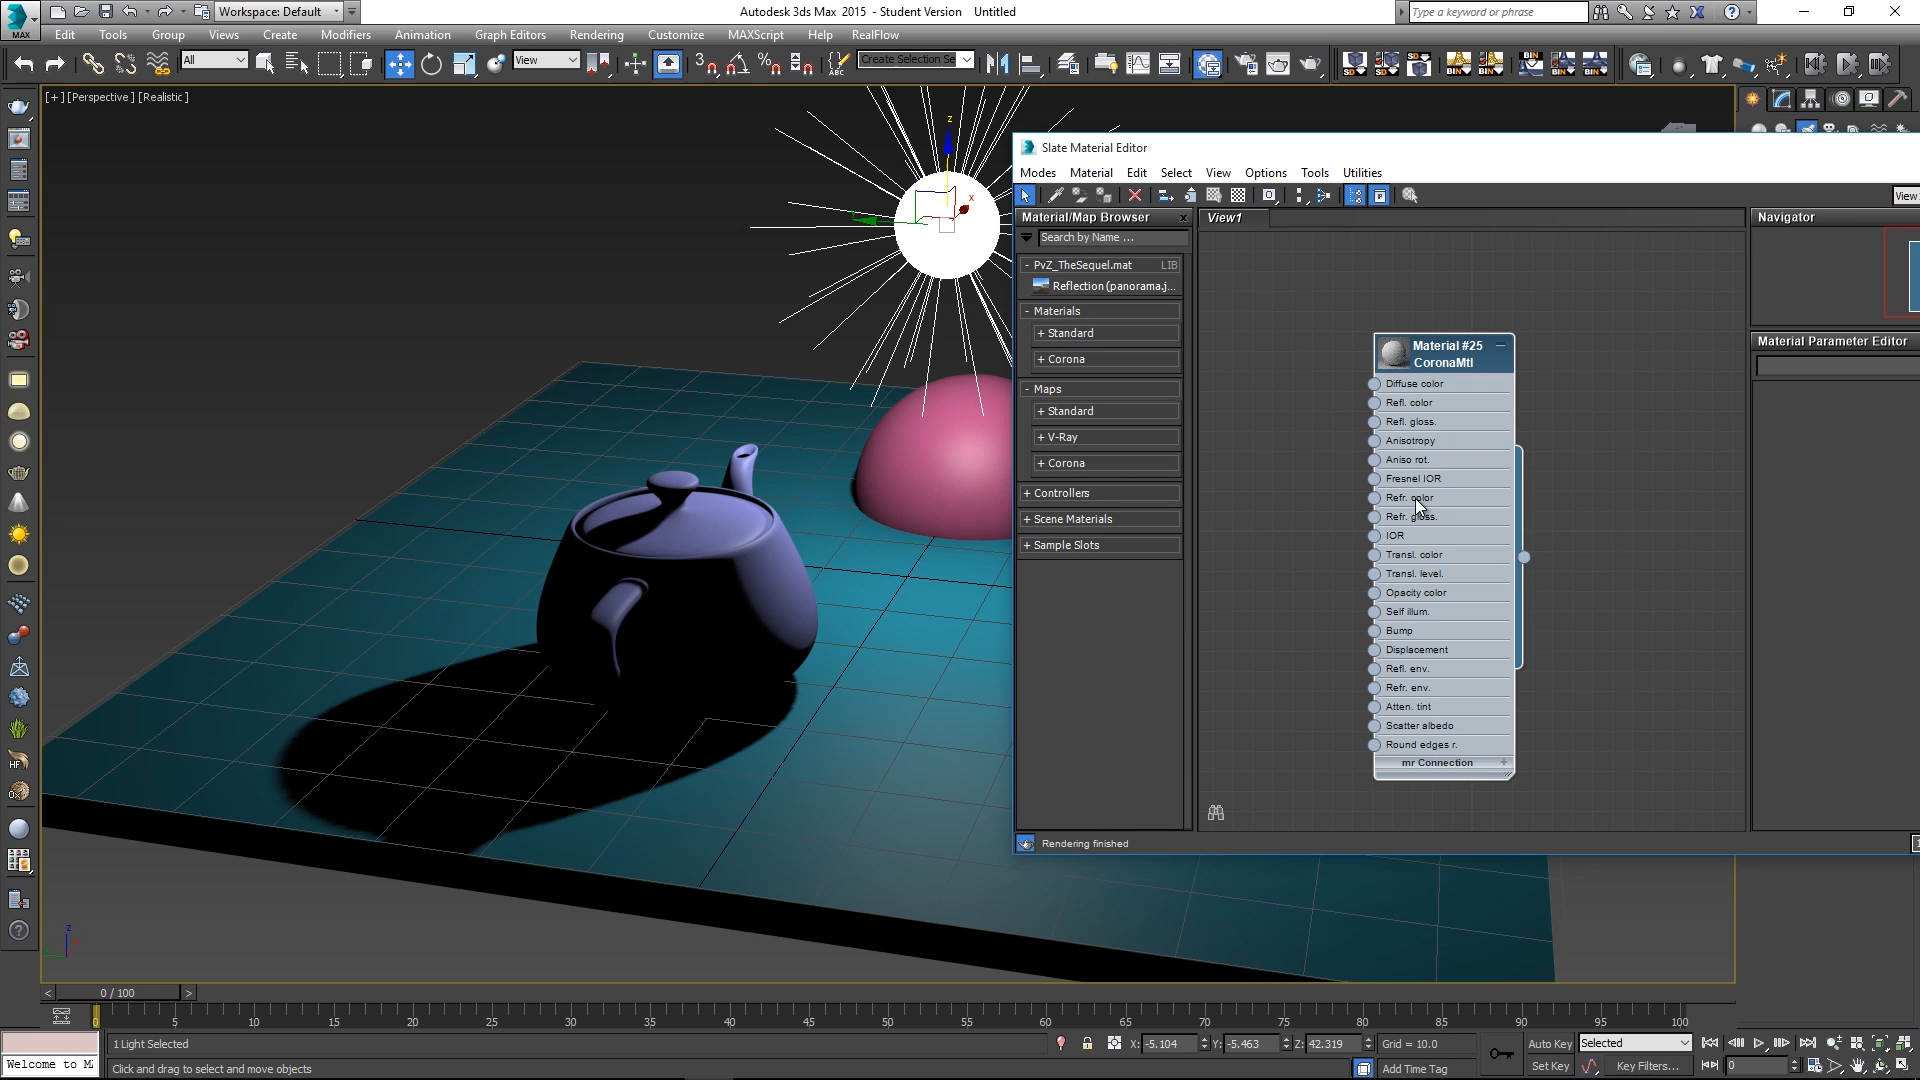 Workspace: Default
Autodesk 3ds Max 2015 - Student Version Untitled
Type a keyword or phrase
MAX
Edit Tools Group Views Create Modifiers Animation Graph Editors Rendering Customize MAXScript Help RealFlow
All
View
Create Selection Se
[+] [Perspective] [Realistic]
z
x
Slate Material Editor
Modes Material Edit Select View Options Tools Utilities
View
Material/Map Browser x
View1
Navigator
Search by Name ...
- PvZ_TheSequel.mat LIB
Reflection (panorama.j...
- Materials
+ Standard
+ Corona
- Maps
+ Standard
+ V-Ray
+ Corona
+ Controllers
+ Scene Materials
+ Sample Slots
Material #25
CoronaMtl
Diffuse color
Refl. color
Refl. gloss.
Anisotropy
Aniso rot.
Fresnel IOR
Refr. color
Refr. gloss.
IOR
Transl. color
Transl. level.
Opacity color
Self illum.
Bump
Displacement
Refl. env.
Refr. env.
Atten. tint
Scatter albedo
Round edges r.
mr Connection +
Material Parameter Editor
Rendering finished
z
< 0 / 100 >
0 5 10 15 20 25 30 35 40 45 50 55 60 65 70 75 80 85 90 95 100
1 Light Selected
X: -5.104 Y: -5.463 Z: 42.319 Grid = 10.0
Auto Key Selected
Welcome to M
Click and drag to select and move objects
Add Time Tag
Set Key Key Filters... 0